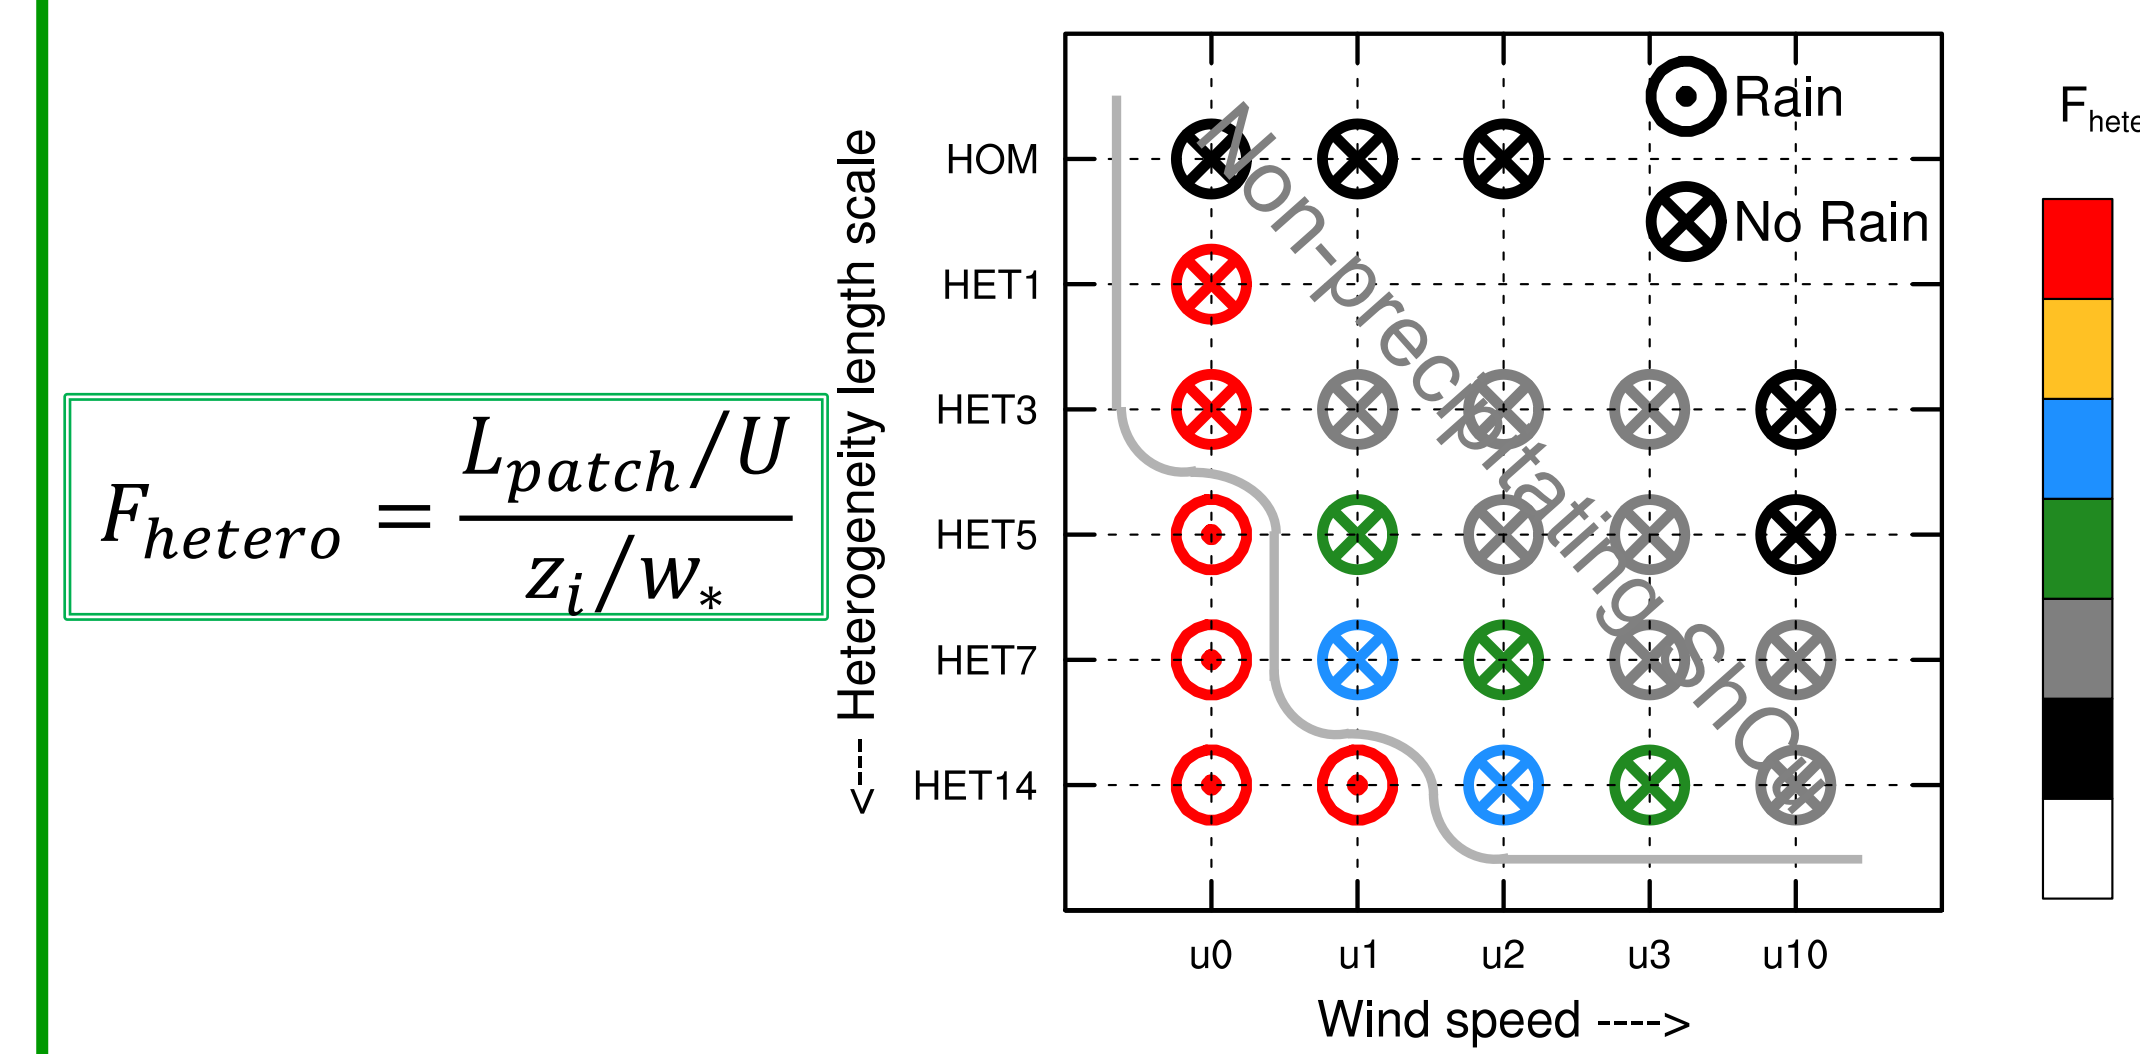 F_hetero = (L_patch/U) / (z_i/w_*)
<---- Heterogeneity length scale
HOM
HET1
HET3
HET5
HET7
HET14
Rain
No Rain
Non-precipitating ShCu
u0
u1
u2
u3
u10
Wind speed ---->